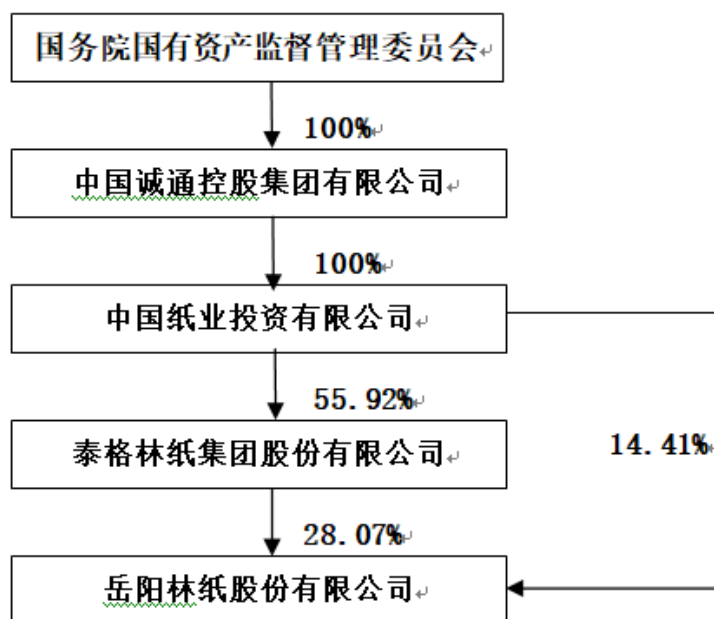 国务院国有资产监督管理委员会
100%
中国诚通控股集团有限公司
100%
中国纸业投资有限公司
55.92%
泰格林纸集团股份有限公司
14.41%
28.07%
岳阳林纸股份有限公司